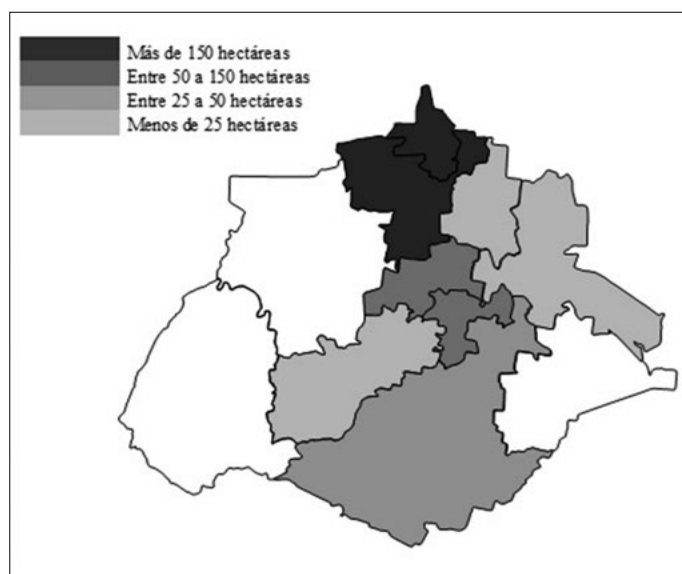 Más de 150 hectáreas
Entre 50 a 150 hectáreas
Entre 25 a 50 hectáreas
Menos de 25 hectáreas